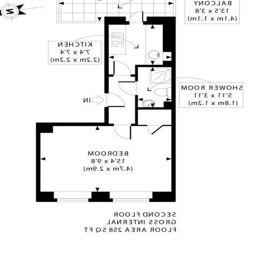 BALCONY
13'5 x 3'8
(4.1m x 1.1m)
KITCHEN
7'4 x 7'4
(2.2m x 2.2m)
SHOWER ROOM
5'11 x 3'11
(1.8m x 1.2m)
IN
BEDROOM
15'4 x 9'8
(4.7m x 2.9m)
SECOND FLOOR
GROSS INTERNAL
FLOOR AREA 258 SQ FT